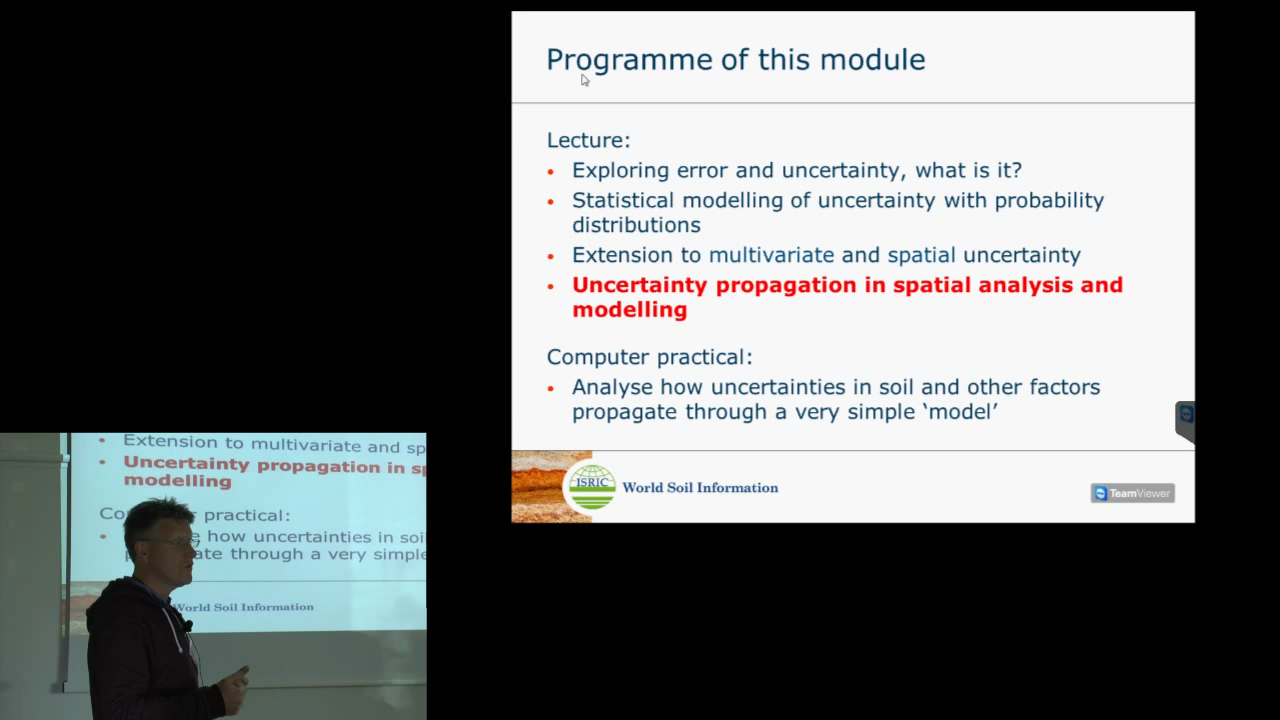 Programme of this module
Lecture:
• Exploring error and uncertainty, what is it?
• Statistical modelling of uncertainty with probability
distributions
• Extension to multivariate and spatial uncertainty
• Uncertainty propagation in spatial analysis and
modelling
Computer practical:
• Analyse how uncertainties in soil and other factors
propagate through a very simple ‘model’
ISRIC World Soil Information
TeamViewer
• Extension to multivariate and sp
• Uncertainty propagation in s
modelling
practical:
• how uncertainties in soi
through a very simple
World Soil Information